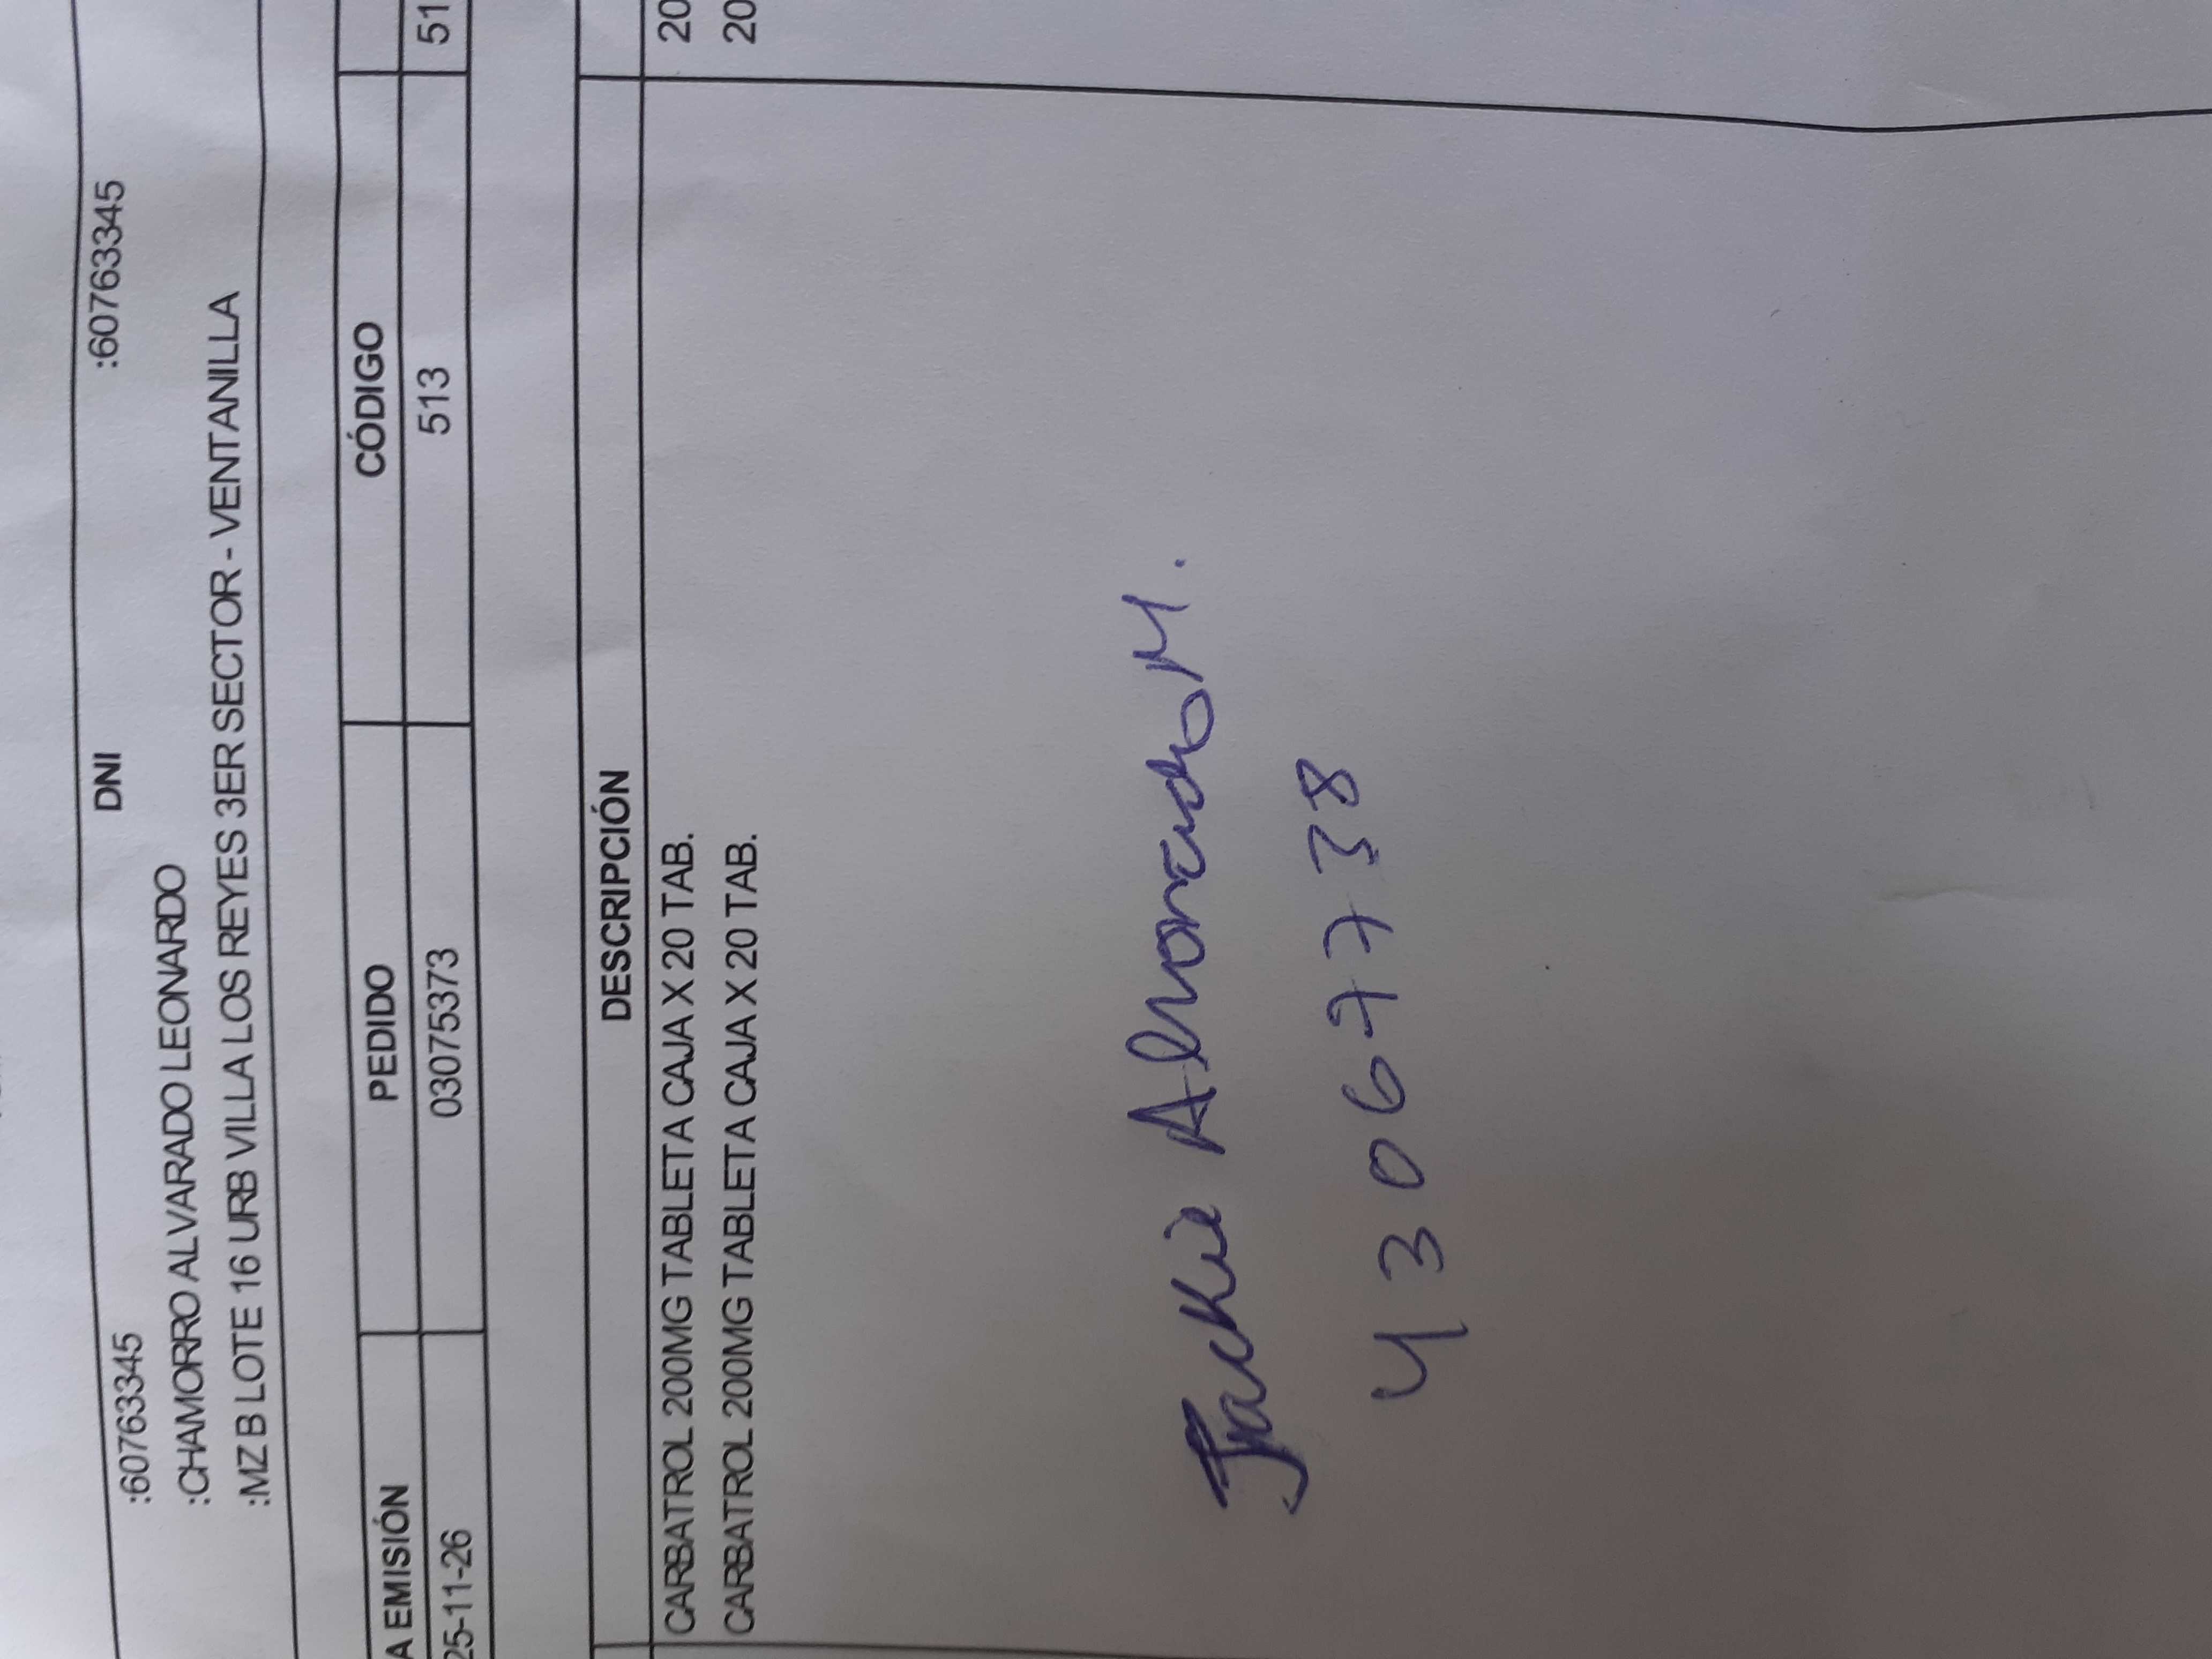 :60763345 DNI :60763345
:CHAMORRO ALVARADO LEONARDO
:MZ B LOTE 16 URB VILLA LOS REYES 3ER SECTOR - VENTANILLA
A EMISIÓN PEDIDO CÓDIGO
25-11-26 03075373 513 51
DESCRIPCIÓN
CARBATROL 200MG TABLETA CAJA X 20 TAB. 20
CARBATROL 200MG TABLETA CAJA X 20 TAB. 20
Jackie Almonacid M.
43067738